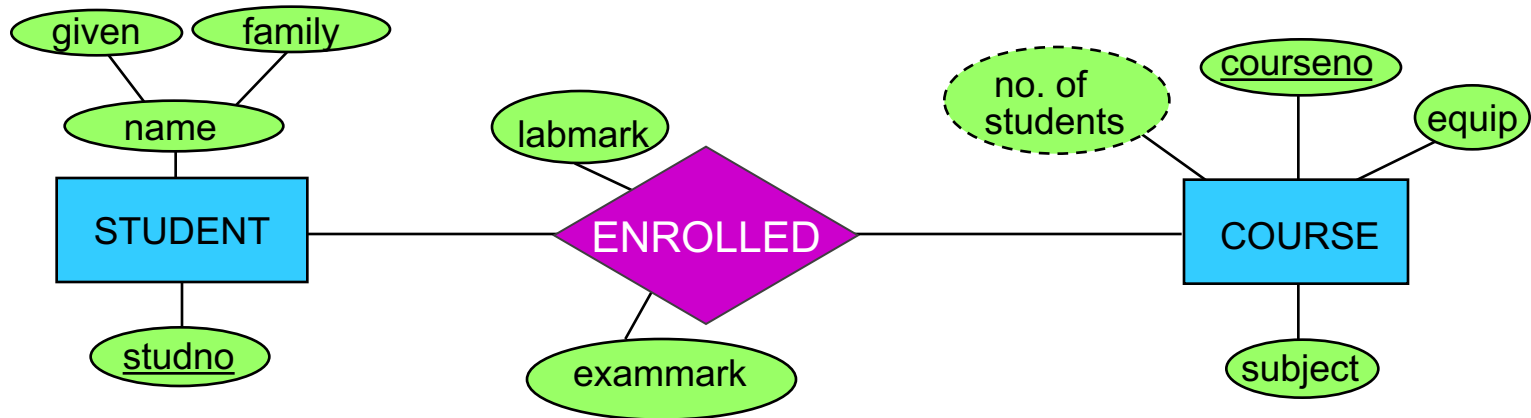 given
family
name
labmark
no. of
students
courseno
equip
STUDENT
ENROLLED
COURSE
studno
exammark
subject